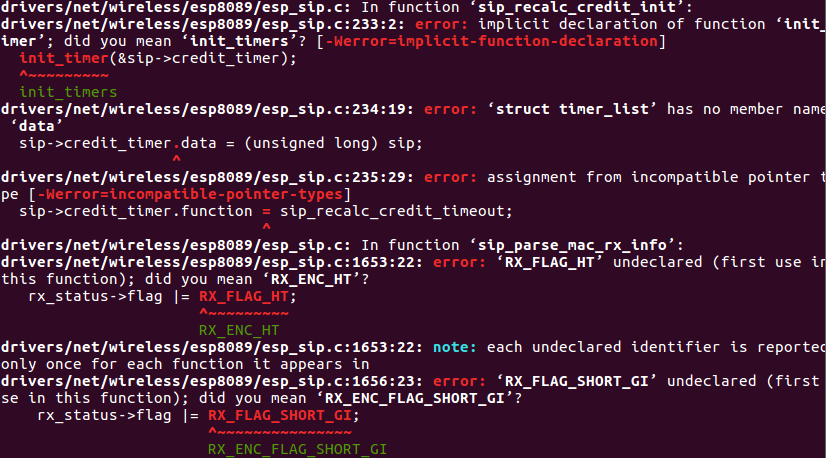 drivers/net/wireless/esp8089/esp_sip.c: In function ‘sip_recalc_credit_init’:
drivers/net/wireless/esp8089/esp_sip.c:233:2: error: implicit declaration of function ‘init_
imer’; did you mean ‘init_timers’? [-Werror=implicit-function-declaration]
  init_timer(&sip->credit_timer);
  ^~~~~~~~~~
  init_timers
drivers/net/wireless/esp8089/esp_sip.c:234:19: error: ‘struct timer_list’ has no member name
 ‘data’
  sip->credit_timer.data = (unsigned long) sip;
                   ^
drivers/net/wireless/esp8089/esp_sip.c:235:29: error: assignment from incompatible pointer t
pe [-Werror=incompatible-pointer-types]
  sip->credit_timer.function = sip_recalc_credit_timeout;
                             ^
drivers/net/wireless/esp8089/esp_sip.c: In function ‘sip_parse_mac_rx_info’:
drivers/net/wireless/esp8089/esp_sip.c:1653:22: error: ‘RX_FLAG_HT’ undeclared (first use in
this function); did you mean ‘RX_ENC_HT’?
   rx_status->flag |= RX_FLAG_HT;
                      ^~~~~~~~~~
                      RX_ENC_HT
drivers/net/wireless/esp8089/esp_sip.c:1653:22: note: each undeclared identifier is reported
only once for each function it appears in
drivers/net/wireless/esp8089/esp_sip.c:1656:23: error: ‘RX_FLAG_SHORT_GI’ undeclared (first
se in this function); did you mean ‘RX_ENC_FLAG_SHORT_GI’?
    rx_status->flag |= RX_FLAG_SHORT_GI;
                       ^~~~~~~~~~~~~~~~
                       RX_ENC_FLAG_SHORT_GI